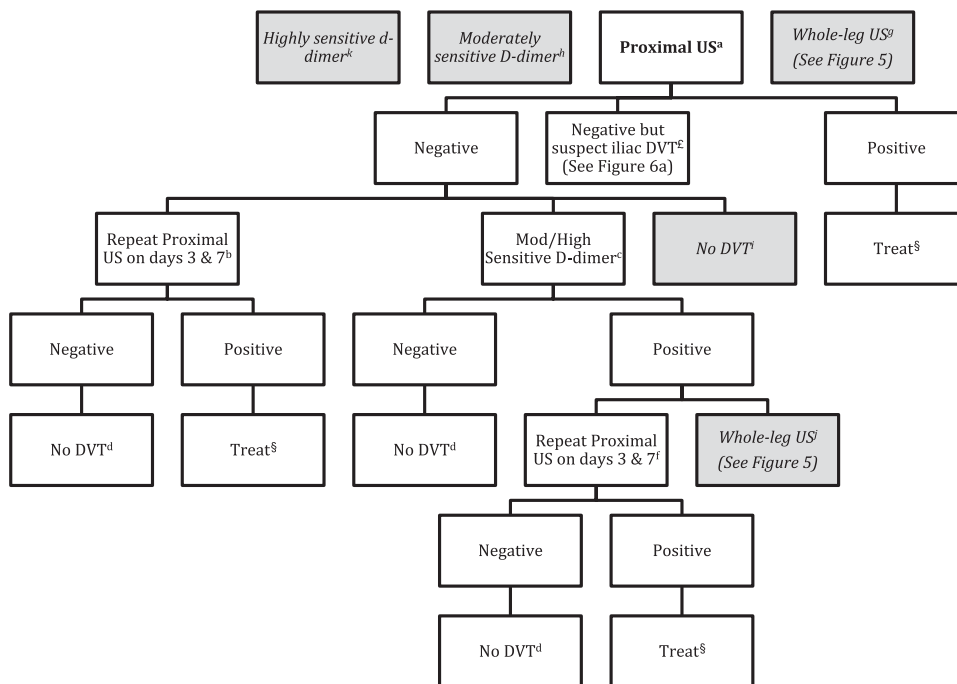 Highly sensitive d-
dimerᵏ
Moderately
sensitive D-dimerʰ
Proximal USᵃ
Whole-leg USᵍ
(See Figure 5)
Negative
Negative but
suspect iliac DVT£
(See Figure 6a)
Positive
Repeat Proximal
US on days 3 & 7ᵇ
Mod/High
Sensitive D-dimerᶜ
No DVTⁱ
Treat§
Negative
Positive
Negative
Positive
No DVTᵈ
Treat§
No DVTᵈ
Repeat Proximal
US on days 3 & 7ᶠ
Whole-leg USʲ
(See Figure 5)
Negative
Positive
No DVTᵈ
Treat§